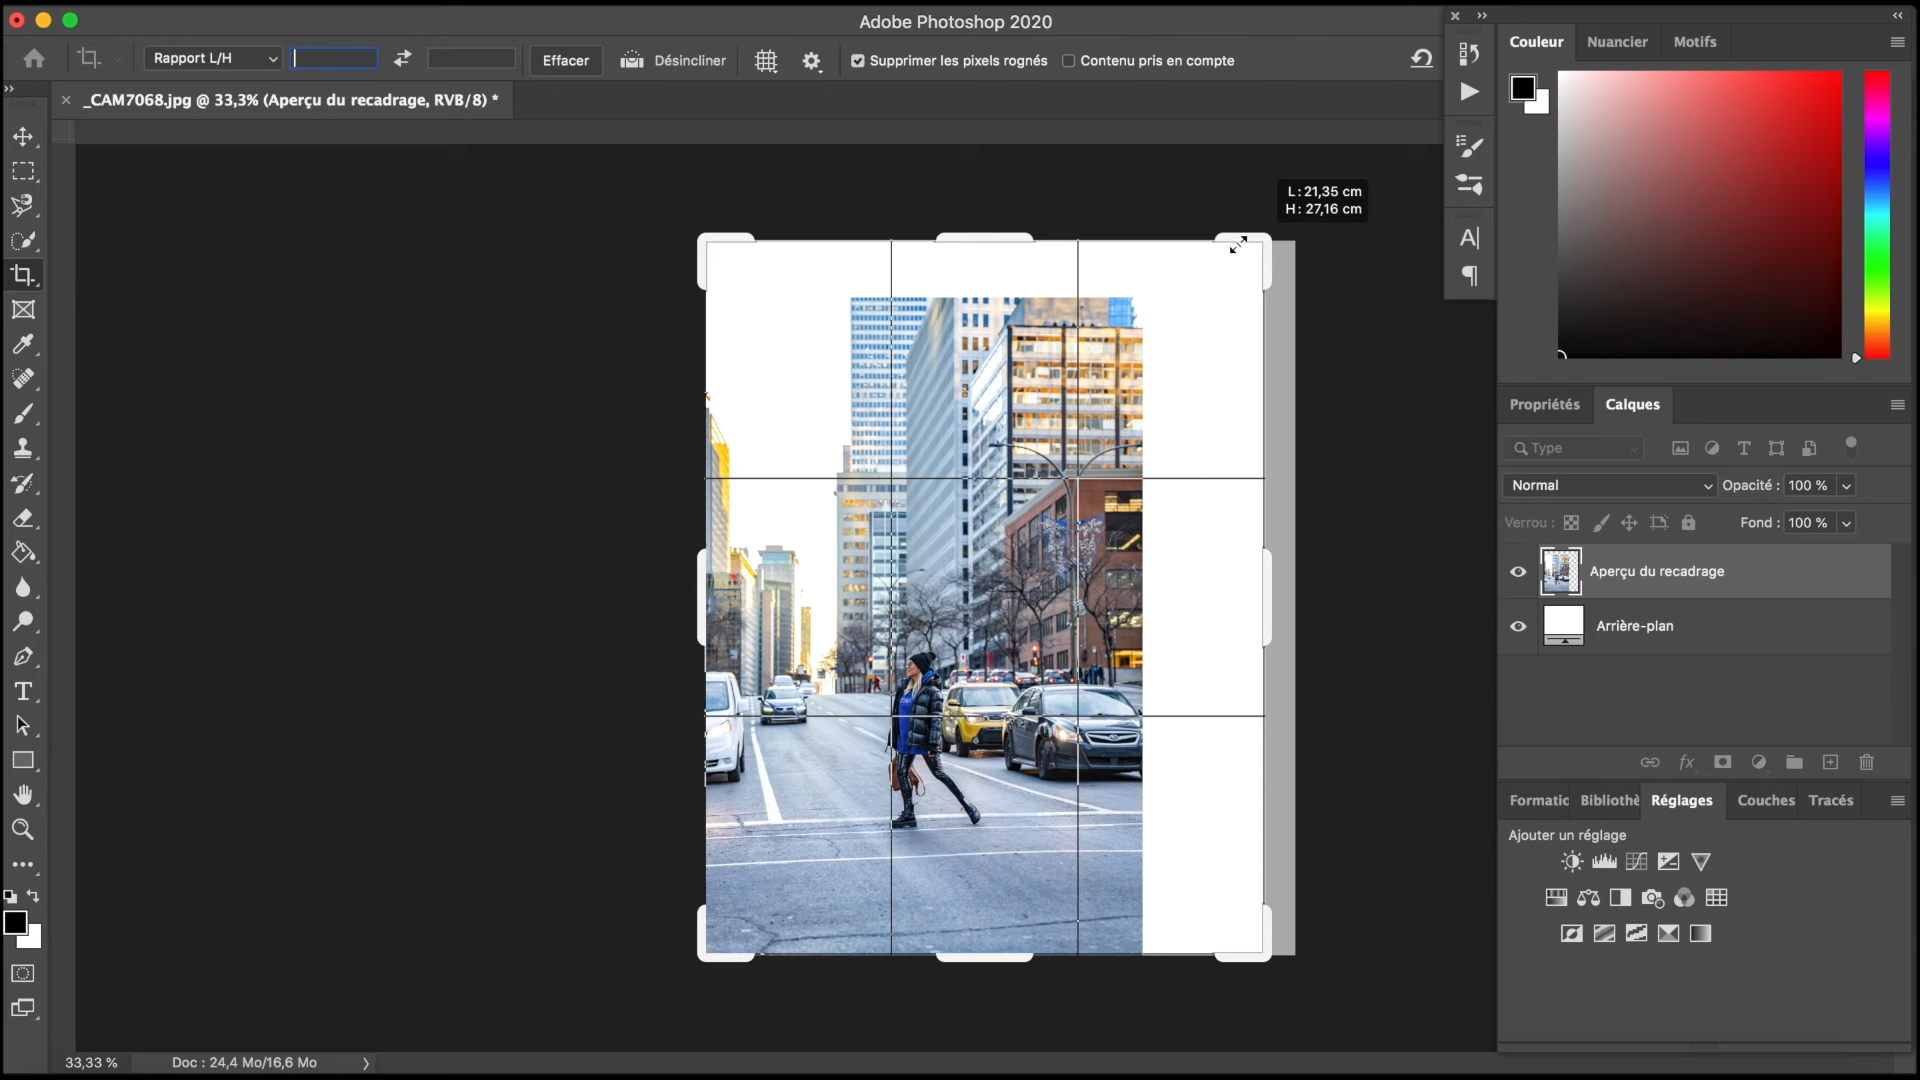 Adobe Photoshop 2020
Rapport L/H
Effacer
Désincliner
Supprimer les pixels rognés
Contenu pris en compte
_CAM7068.jpg @ 33,3% (Aperçu du recadrage, RVB/8) *
L : 21,35 cm
H : 27,16 cm
Couleur
Nuancier
Motifs
Propriétés
Calques
Type
Normal
Opacité : 100 %
Verrou :
Fond : 100 %
Aperçu du recadrage
Arrière-plan
fx
Formatic
Bibliothè
Réglages
Couches
Tracés
Ajouter un réglage
33,33 %
Doc : 24,4 Mo/16,6 Mo